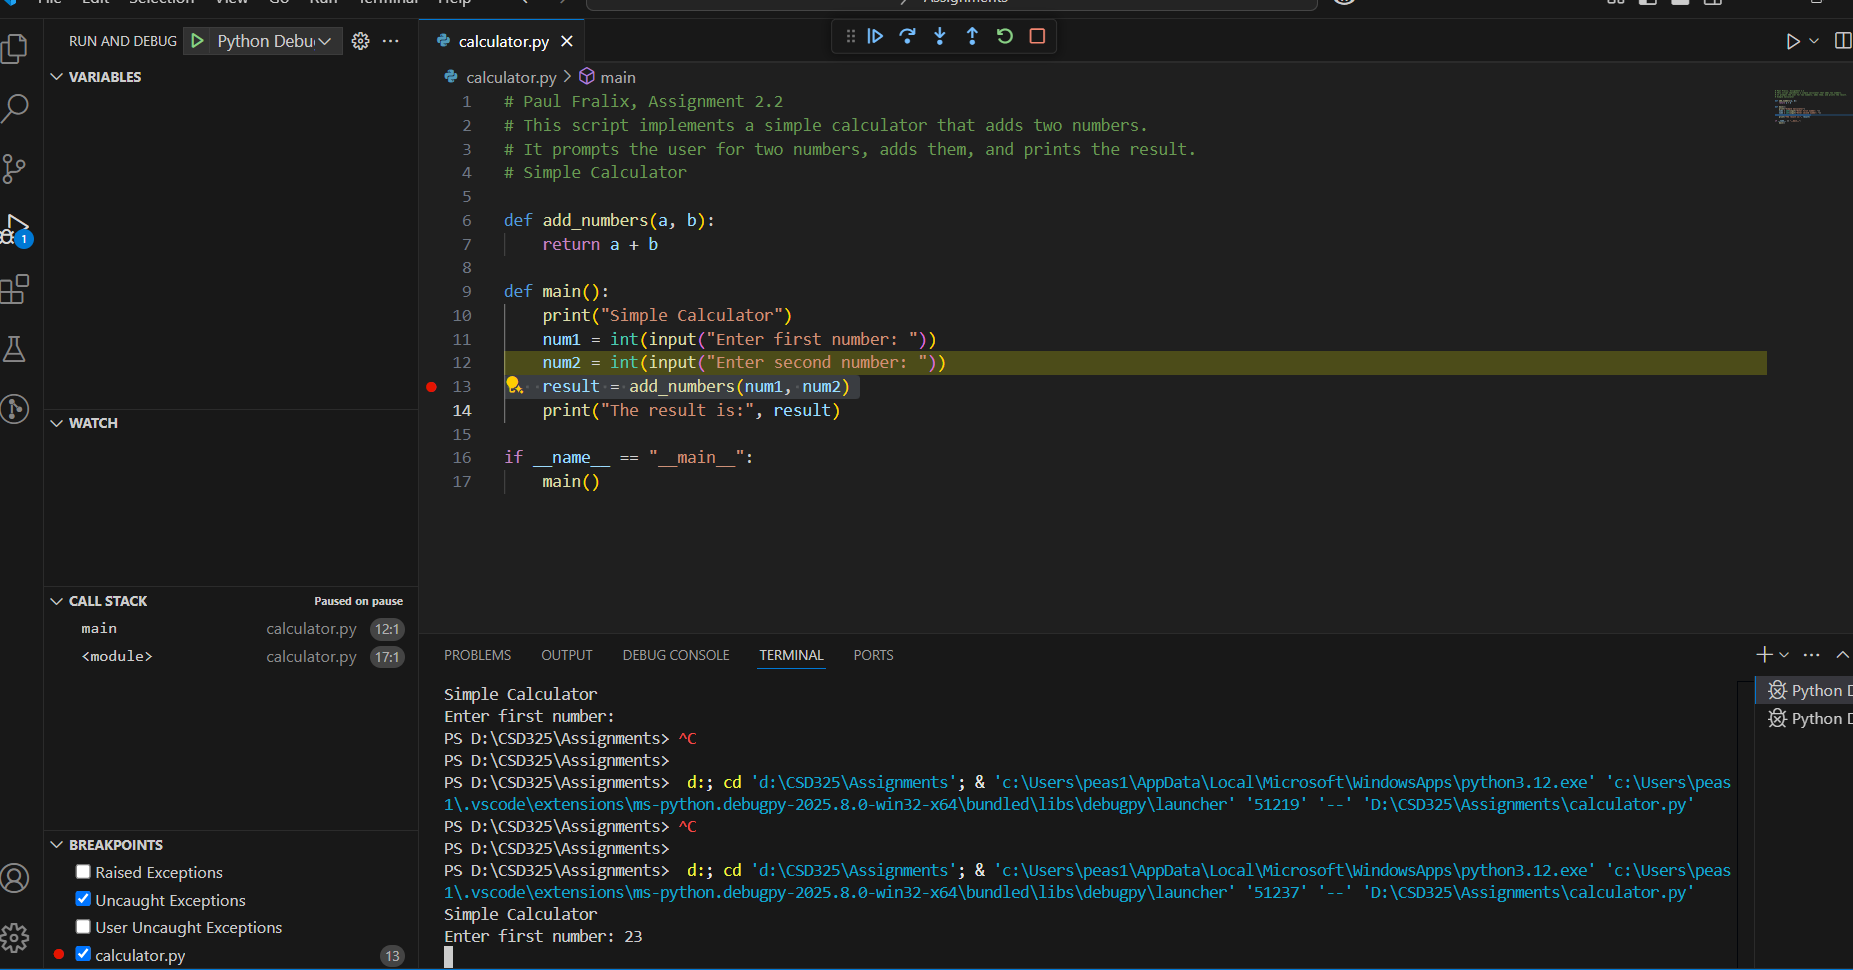 File Edit Selection View Go Run Terminal Help
Assignments
RUN AND DEBUG
Python Debu
calculator.py
calculator.py > main
VARIABLES
WATCH
CALL STACK
Paused on pause
main calculator.py 12:1
<module> calculator.py 17:1
BREAKPOINTS
Raised Exceptions
Uncaught Exceptions
User Uncaught Exceptions
calculator.py 13
1
1 # Paul Fralix, Assignment 2.2
2 # This script implements a simple calculator that adds two numbers.
3 # It prompts the user for two numbers, adds them, and prints the result.
4 # Simple Calculator
5
6 def add_numbers(a, b):
7 return a + b
8
9 def main():
10 print("Simple Calculator")
11 num1 = int(input("Enter first number: "))
12 num2 = int(input("Enter second number: "))
13 result = add_numbers(num1, num2)
14 print("The result is:", result)
15
16 if __name__ == "__main__":
17 main()
PROBLEMS OUTPUT DEBUG CONSOLE TERMINAL PORTS
Simple Calculator
Enter first number:
PS D:\CSD325\Assignments> ^C
PS D:\CSD325\Assignments>
PS D:\CSD325\Assignments> d:; cd 'd:\CSD325\Assignments'; & 'c:\Users\peas1\AppData\Local\Microsoft\WindowsApps\python3.12.exe' 'c:\Users\peas
1\.vscode\extensions\ms-python.debugpy-2025.8.0-win32-x64\bundled\libs\debugpy\launcher' '51219' '--' 'D:\CSD325\Assignments\calculator.py'
PS D:\CSD325\Assignments> ^C
PS D:\CSD325\Assignments>
PS D:\CSD325\Assignments> d:; cd 'd:\CSD325\Assignments'; & 'c:\Users\peas1\AppData\Local\Microsoft\WindowsApps\python3.12.exe' 'c:\Users\peas
1\.vscode\extensions\ms-python.debugpy-2025.8.0-win32-x64\bundled\libs\debugpy\launcher' '51237' '--' 'D:\CSD325\Assignments\calculator.py'
Simple Calculator
Enter first number: 23
Python D
Python D